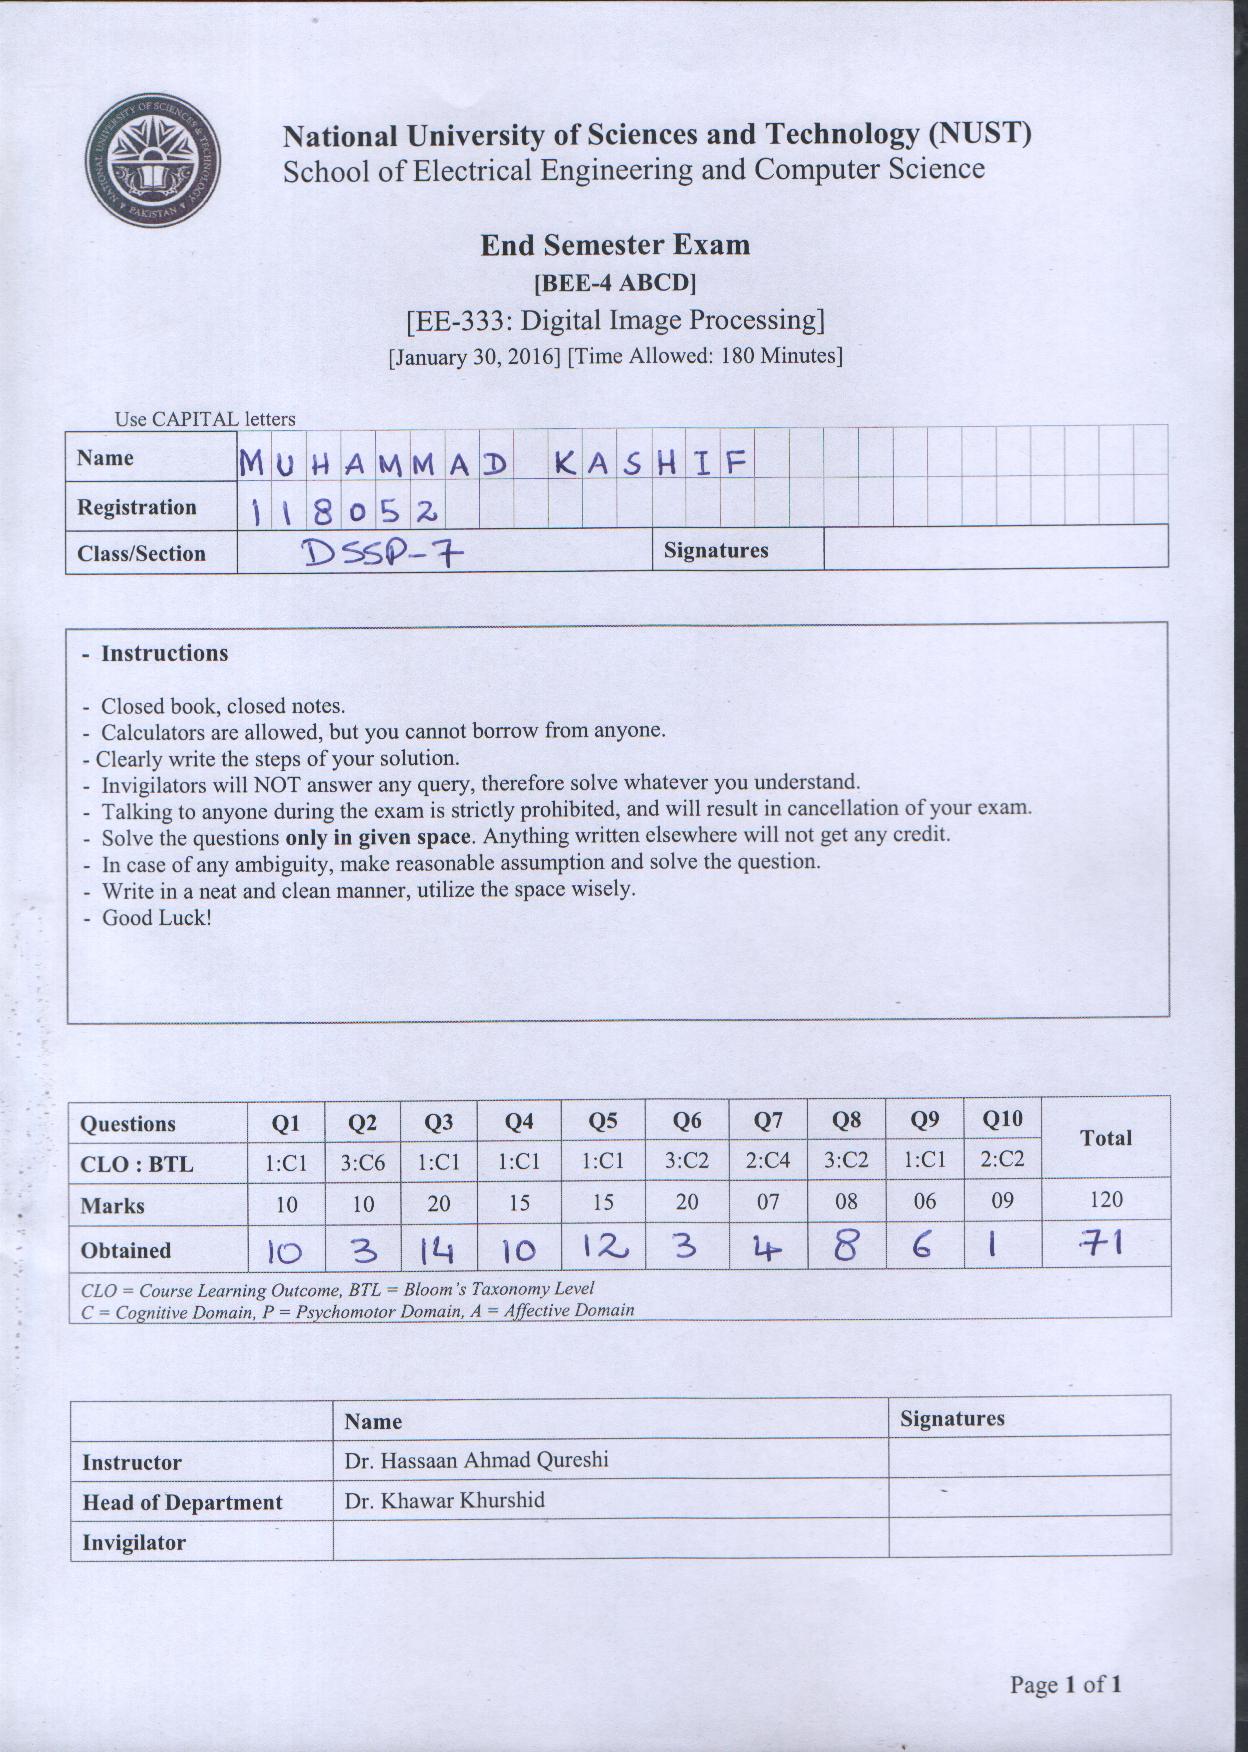 NATIONAL UNIVERSITY OF SCIENCES & TECHNOLOGY
PAKISTAN
National University of Sciences and Technology (NUST)
School of Electrical Engineering and Computer Science
End Semester Exam
[BEE-4 ABCD]
[EE-333: Digital Image Processing]
[January 30, 2016] [Time Allowed: 180 Minutes]
Use CAPITAL letters
Name MUHAMMAD KASHIF
Registration 118052
Class/Section DSSP-7 Signatures
- Instructions
- Closed book, closed notes.
- Calculators are allowed, but you cannot borrow from anyone.
- Clearly write the steps of your solution.
- Invigilators will NOT answer any query, therefore solve whatever you understand.
- Talking to anyone during the exam is strictly prohibited, and will result in cancellation of your exam.
- Solve the questions only in given space. Anything written elsewhere will not get any credit.
- In case of any ambiguity, make reasonable assumption and solve the question.
- Write in a neat and clean manner, utilize the space wisely.
- Good Luck!
Questions Q1 Q2 Q3 Q4 Q5 Q6 Q7 Q8 Q9 Q10 Total
CLO : BTL 1:C1 3:C6 1:C1 1:C1 1:C1 3:C2 2:C4 3:C2 1:C1 2:C2
Marks 10 10 20 15 15 20 07 08 06 09 120
Obtained 10 3 14 10 12 3 4 8 6 1 71
CLO = Course Learning Outcome, BTL = Bloom's Taxonomy Level
C = Cognitive Domain, P = Psychomotor Domain, A = Affective Domain
Name Signatures
Instructor Dr. Hassaan Ahmad Qureshi
Head of Department Dr. Khawar Khurshid
Invigilator
Page 1 of 1